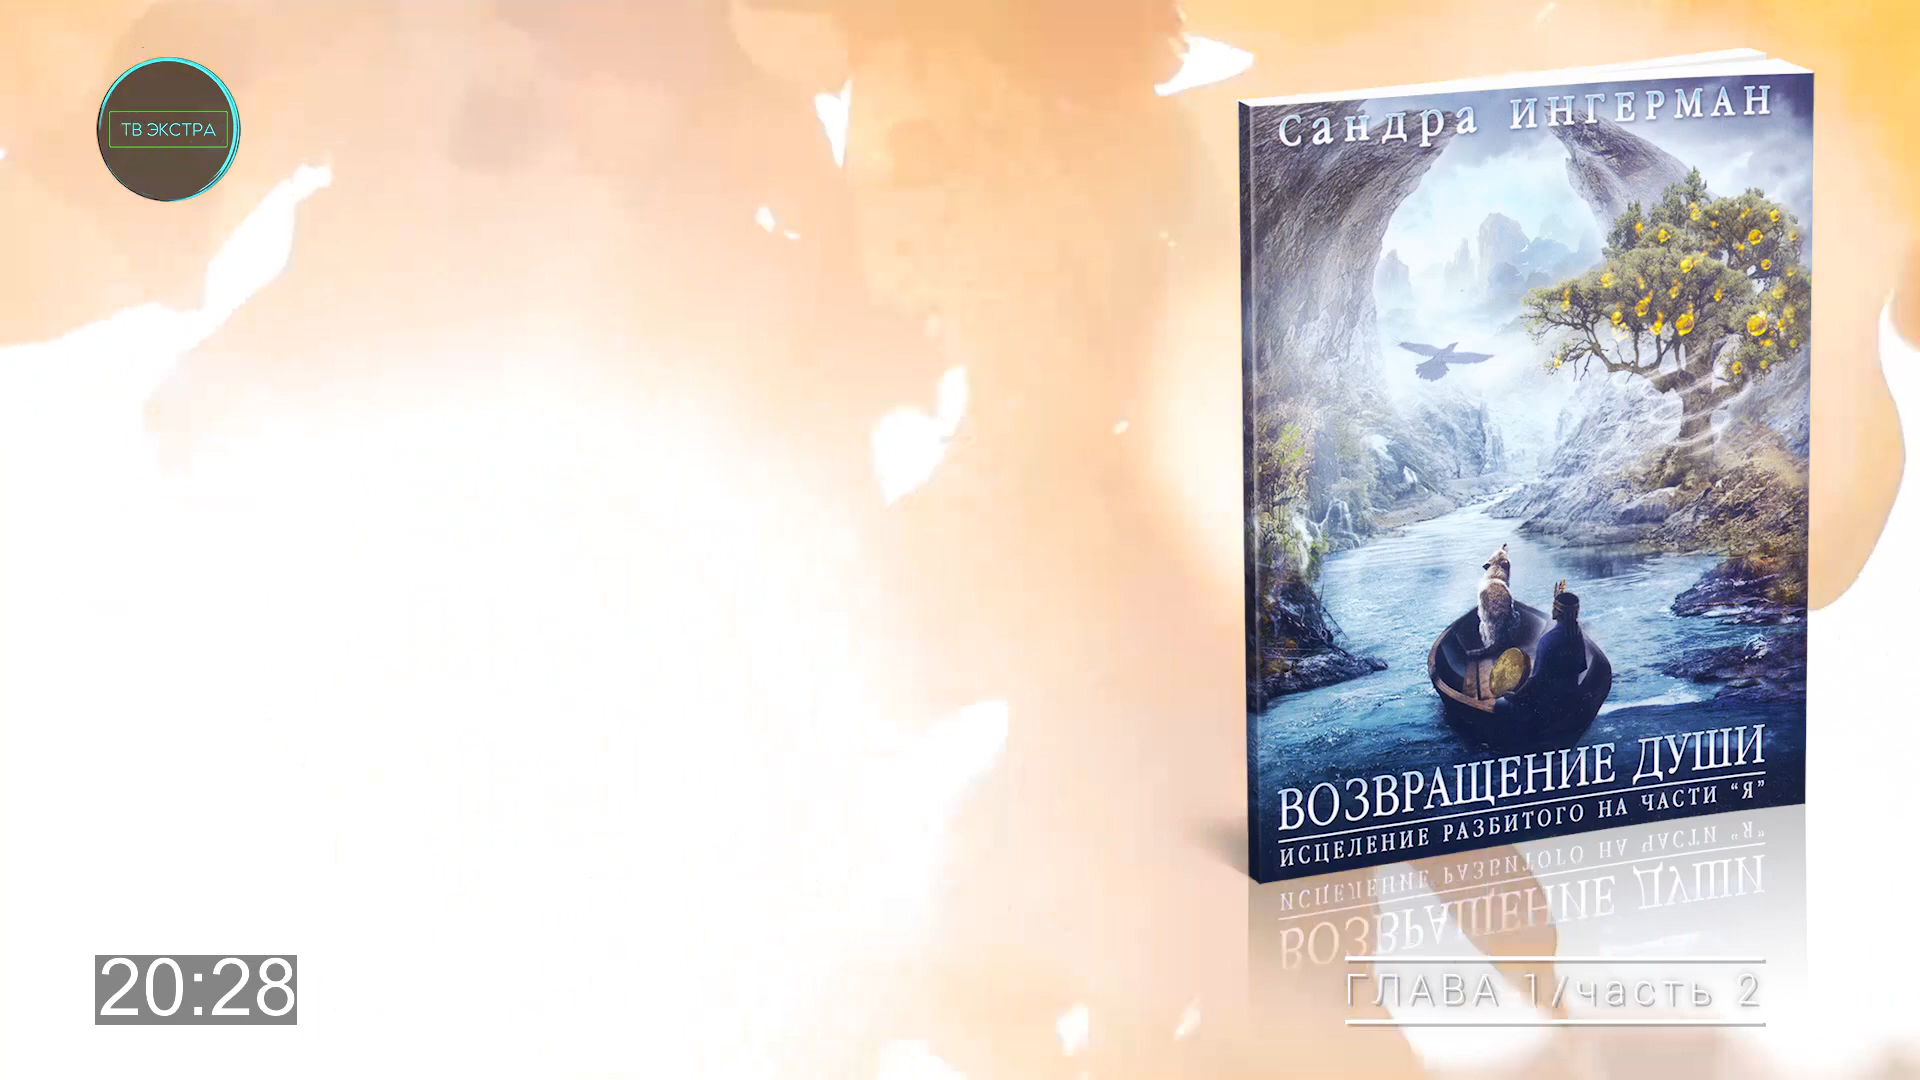 ТВ ЭКСТРА
Сандра ИНГЕРМАН
ВОЗВРАЩЕНИЕ ДУШИ
ИСЦЕЛЕНИЕ РАЗБИТОГО НА ЧАСТИ “Я”
ГЛАВА 1/часть 2
20:28